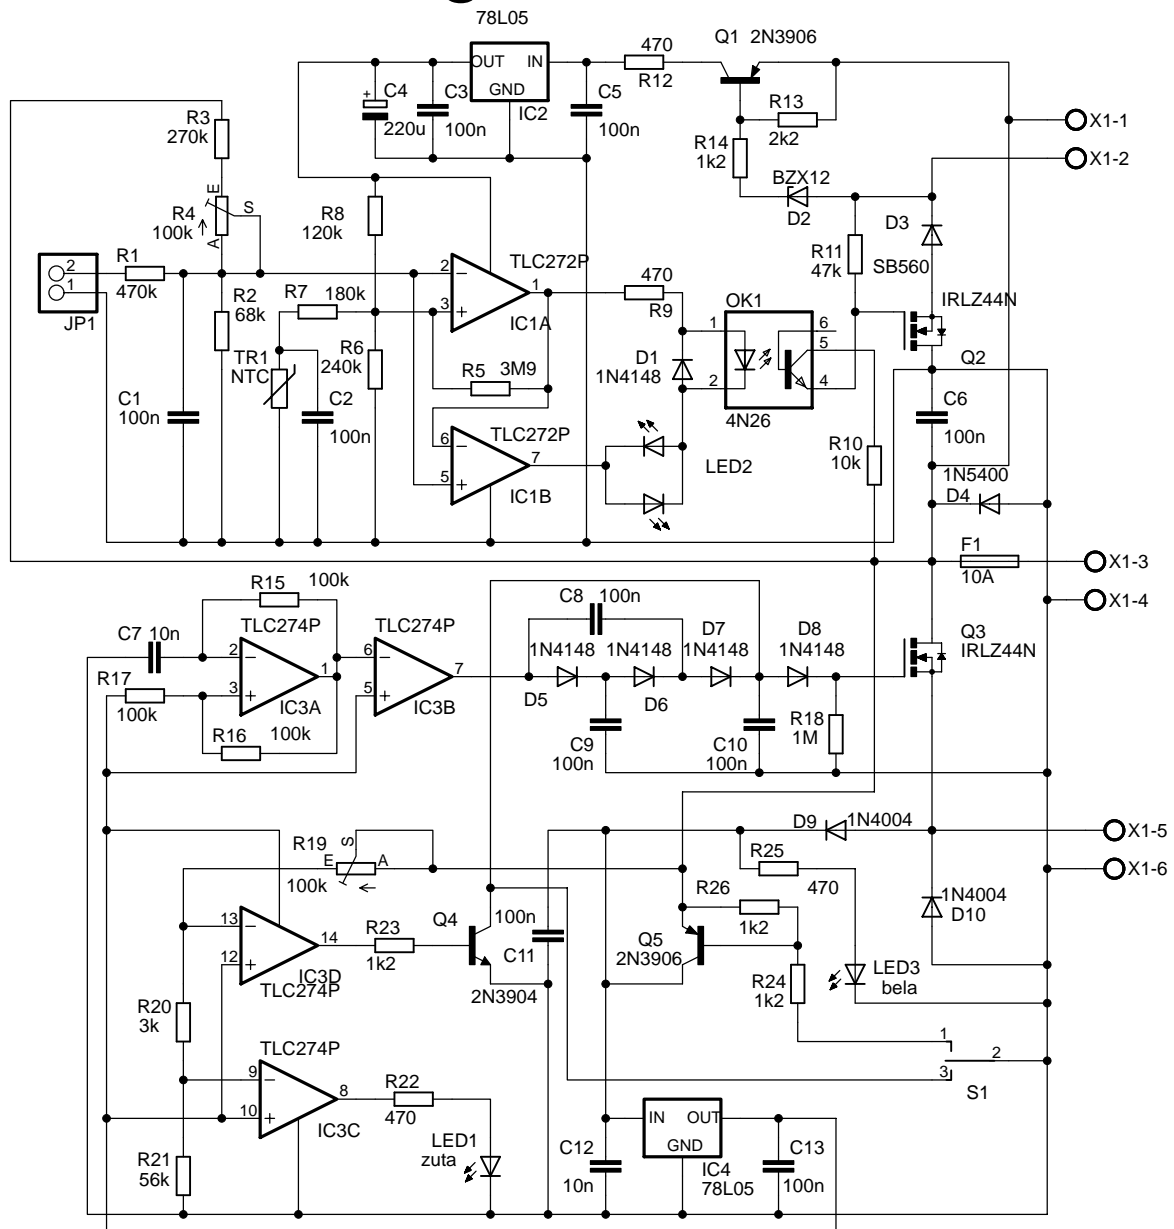 78L05
OUT IN
GND
IC2
C4
220u
+
C3
100n
C5
100n
470
R12
Q1 2N3906
R13
2k2
R14
1k2
BZX12
D2
X1-1
X1-2
R3
270k
E
R4
100k
S
A
R8
120k
D3
R11
47k
SB560
JP1
2
1
R1
470k
R2
68k
R7 180k
TLC272P
2
3
1
IC1A
470
R9
OK1
1
2
6
5
4
4N26
IRLZ44N
Q2
TR1
NTC
R6
240k
R5 3M9
D1
1N4148
C1
100n
C2
100n
TLC272P
6
5
7
IC1B
LED2
R10
10k
C6
100n
1N5400
D4
F1
10A
X1-3
X1-4
R15 100k
C7 10n
TLC274P
2
3
1
IC3A
R17
100k
R16 100k
TLC274P
6
5
7
IC3B
C8 100n
D7 D8
1N4148 1N4148 1N4148 1N4148
D5 D6
C9
100n
C10
100n
R18
1M
Q3
IRLZ44N
R19
100k
E
S
A
D9 1N4004
X1-5
X1-6
R25
470
R26
1k2
1N4004
D10
13
12
14
IC3D
TLC274P
R23
1k2
Q4
2N3904
100n
C11
Q5
2N3906
R24
1k2
LED3
bela
R20
3k
TLC274P
9
10
8
IC3C
R22
470
1
2
3
S1
R21
56k
LED1
zuta
C12
10n
IN OUT
GND
IC4
78L05
C13
100n